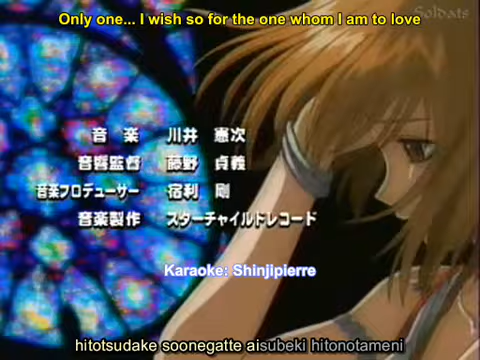 Only one... I wish so for the one whom I am to love
Soldats
音楽　川井 憲次
音響監督　藤野 貞義
音楽プロデューサー　宿利 剛
音楽製作　スターチャイルドレコード
Karaoke: Shinjipierre
hitotsudake soonegatte aisubeki hitonotameni